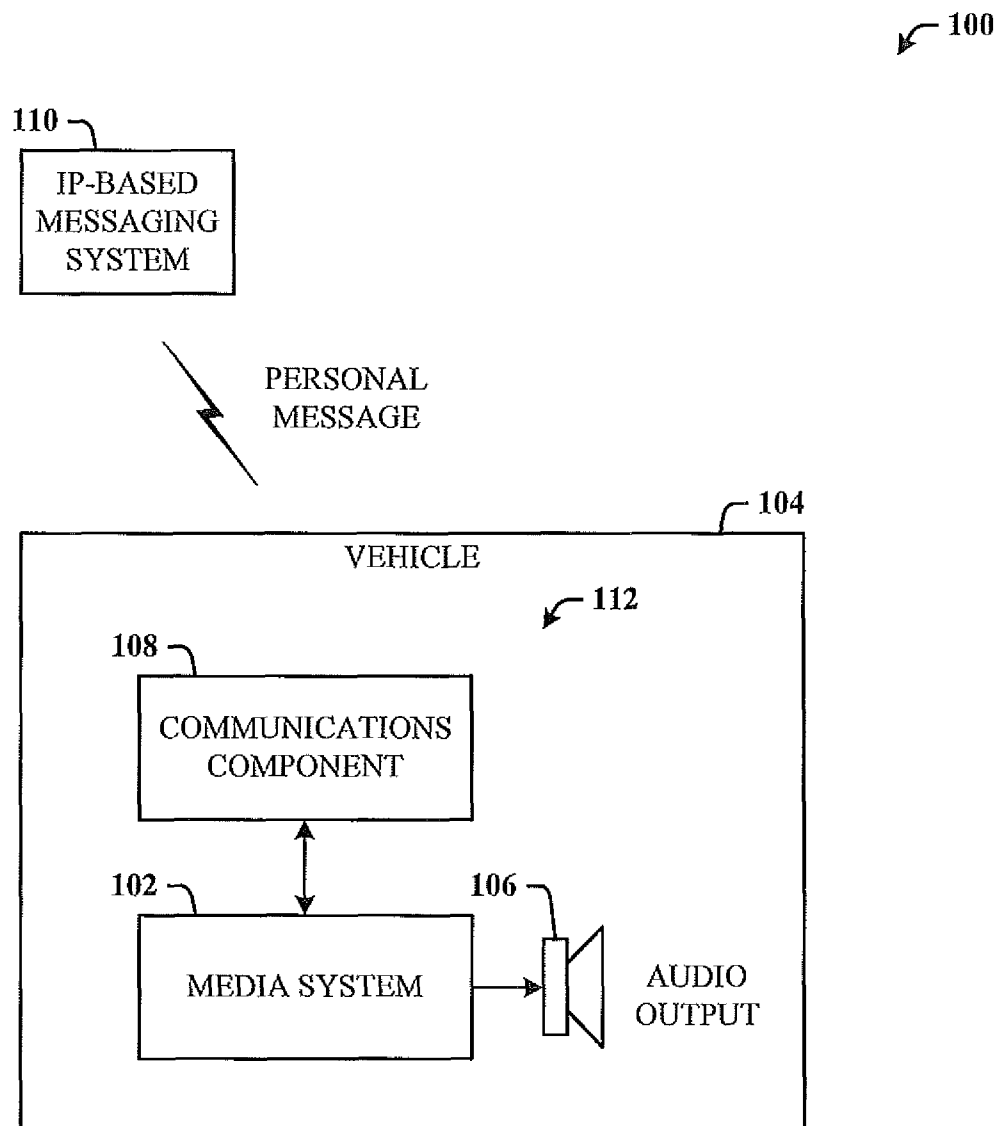 100
110
IP-BASED
MESSAGING
SYSTEM
PERSONAL
MESSAGE
104
VEHICLE
112
108
COMMUNICATIONS
COMPONENT
102
106
MEDIA SYSTEM
AUDIO
OUTPUT